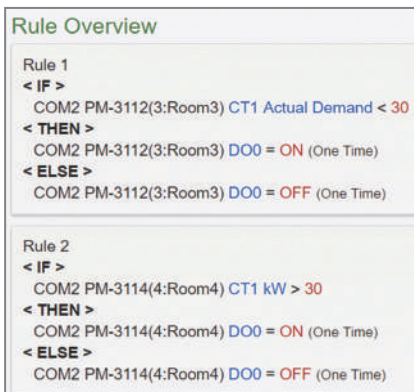 Rule Overview
Rule 1
< IF >
COM2 PM-3112(3:Room3) CT1 Actual Demand < 30
< THEN >
COM2 PM-3112(3:Room3) DO0 = ON (One Time)
< ELSE >
COM2 PM-3112(3:Room3) DO0 = OFF (One Time)
Rule 2
< IF >
COM2 PM-3114(4:Room4) CT1 kW > 30
< THEN >
COM2 PM-3114(4:Room4) DO0 = ON (One Time)
< ELSE >
COM2 PM-3114(4:Room4) DO0 = OFF (One Time)